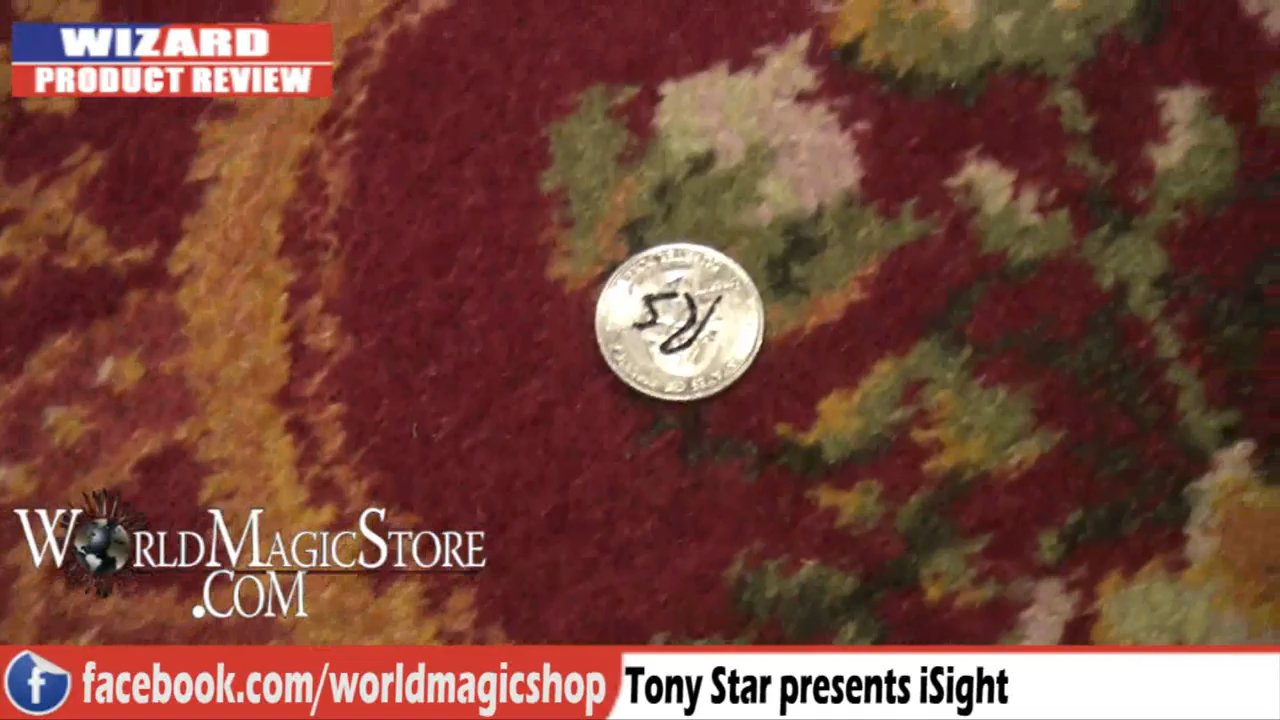 WIZARD
PRODUCT REVIEW
WORLDMAGICSTORE
.COM
facebook.com/worldmagicshop
Tony Star presents iSight